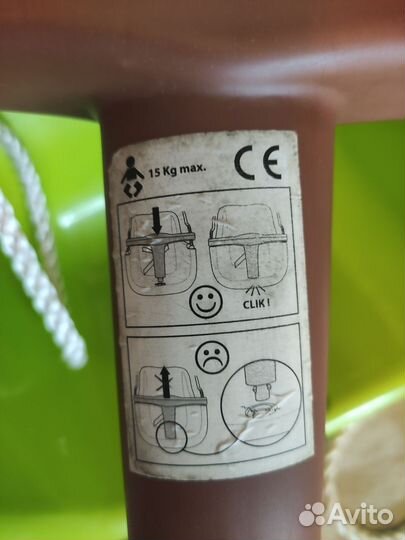 15 Kg max. CE
CLIK !
Avito